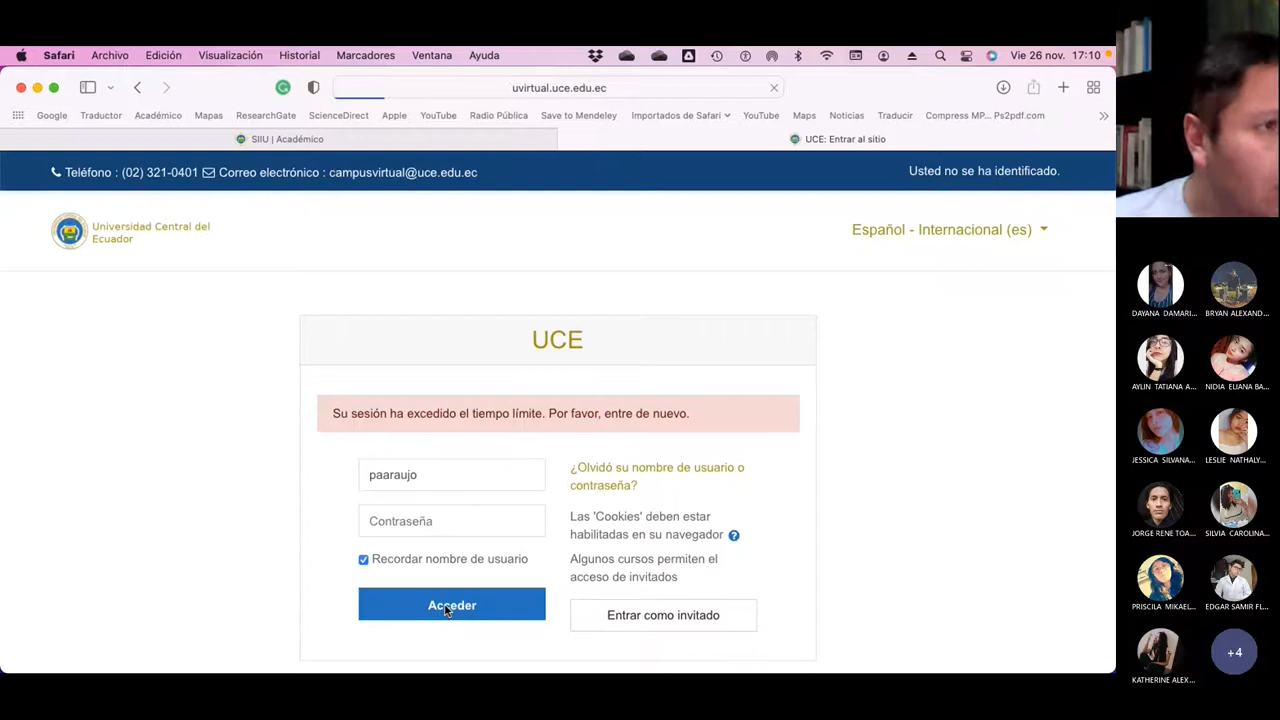 Safari Archivo Edición Visualización Historial Marcadores Ventana Ayuda Vie 26 nov. 17:10
uvirtual.uce.edu.ec
Google Traductor Académico Mapas ResearchGate ScienceDirect Apple YouTube Radio Pública Save to Mendeley Importados de Safari YouTube Maps Noticias Traducir Compress MP... Ps2pdf.com
SIIU | Académico UCE: Entrar al sitio
Teléfono : (02) 321-0401 Correo electrónico : campusvirtual@uce.edu.ec Usted no se ha identificado.
Universidad Central del
Ecuador
Español - Internacional (es)
UCE
Su sesión ha excedido el tiempo límite. Por favor, entre de nuevo.
paaraujo
Contraseña
Recordar nombre de usuario
Acceder
¿Olvidó su nombre de usuario o
contraseña?
Las 'Cookies' deben estar
habilitadas en su navegador ?
Algunos cursos permiten el
acceso de invitados
Entrar como invitado
DAYANA DAMARI... BRYAN ALEXAND...
AYLIN TATIANA A... NIDIA ELIANA BA...
JESSICA SILVANA... LESLIE NATHALY...
JORGE RENE TOA... SILVIA CAROLINA...
PRISCILA MIKAEL... EDGAR SAMIR FL...
KATHERINE ALEX... +4